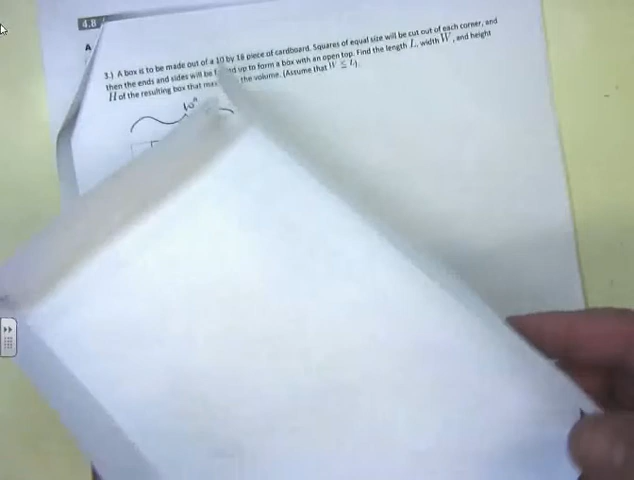 4.8
A
3.) A box is to be made out of a 10 by 18 piece of cardboard. Squares of equal size will be cut out of each corner, and
then the ends and sides will be up to form a box with an open top. Find the length L, width W, and height
H of the resulting box that the volume. (Assume that W ≤ L).
10"